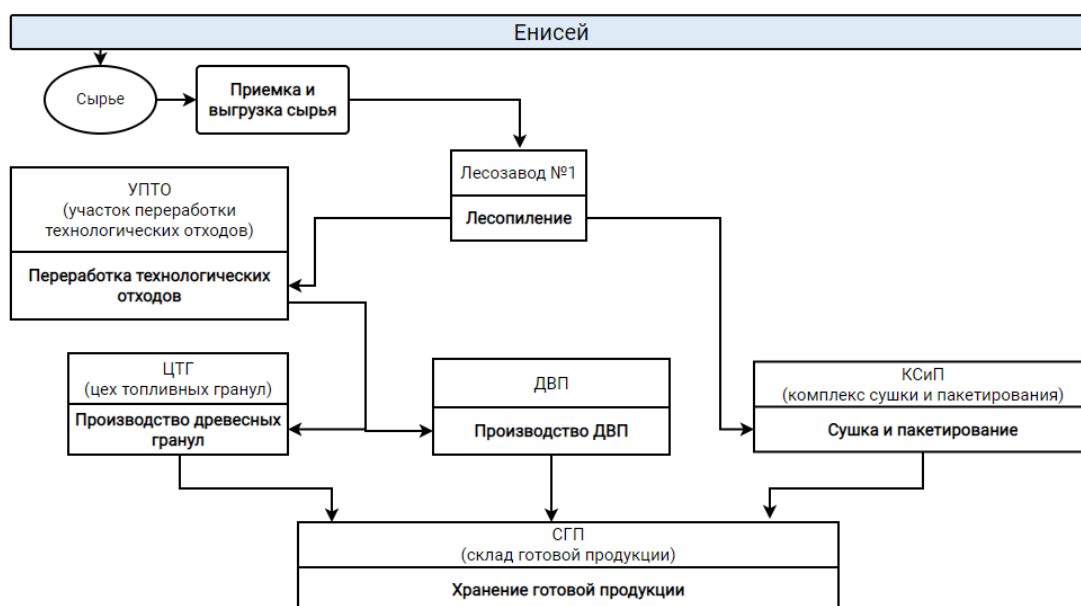 Енисей
Сырье
Приемка и
выгрузка сырья
Лесозавод №1
Лесопиление
УПТО
(участок переработки
технологических отходов)
Переработка технологических
отходов
ЦТГ
(цех топливных гранул)
Производство древесных
гранул
ДВП
Производство ДВП
КСиП
(комплекс сушки и пакетирования)
Сушка и пакетирование
СГП
(склад готовой продукции)
Хранение готовой продукции